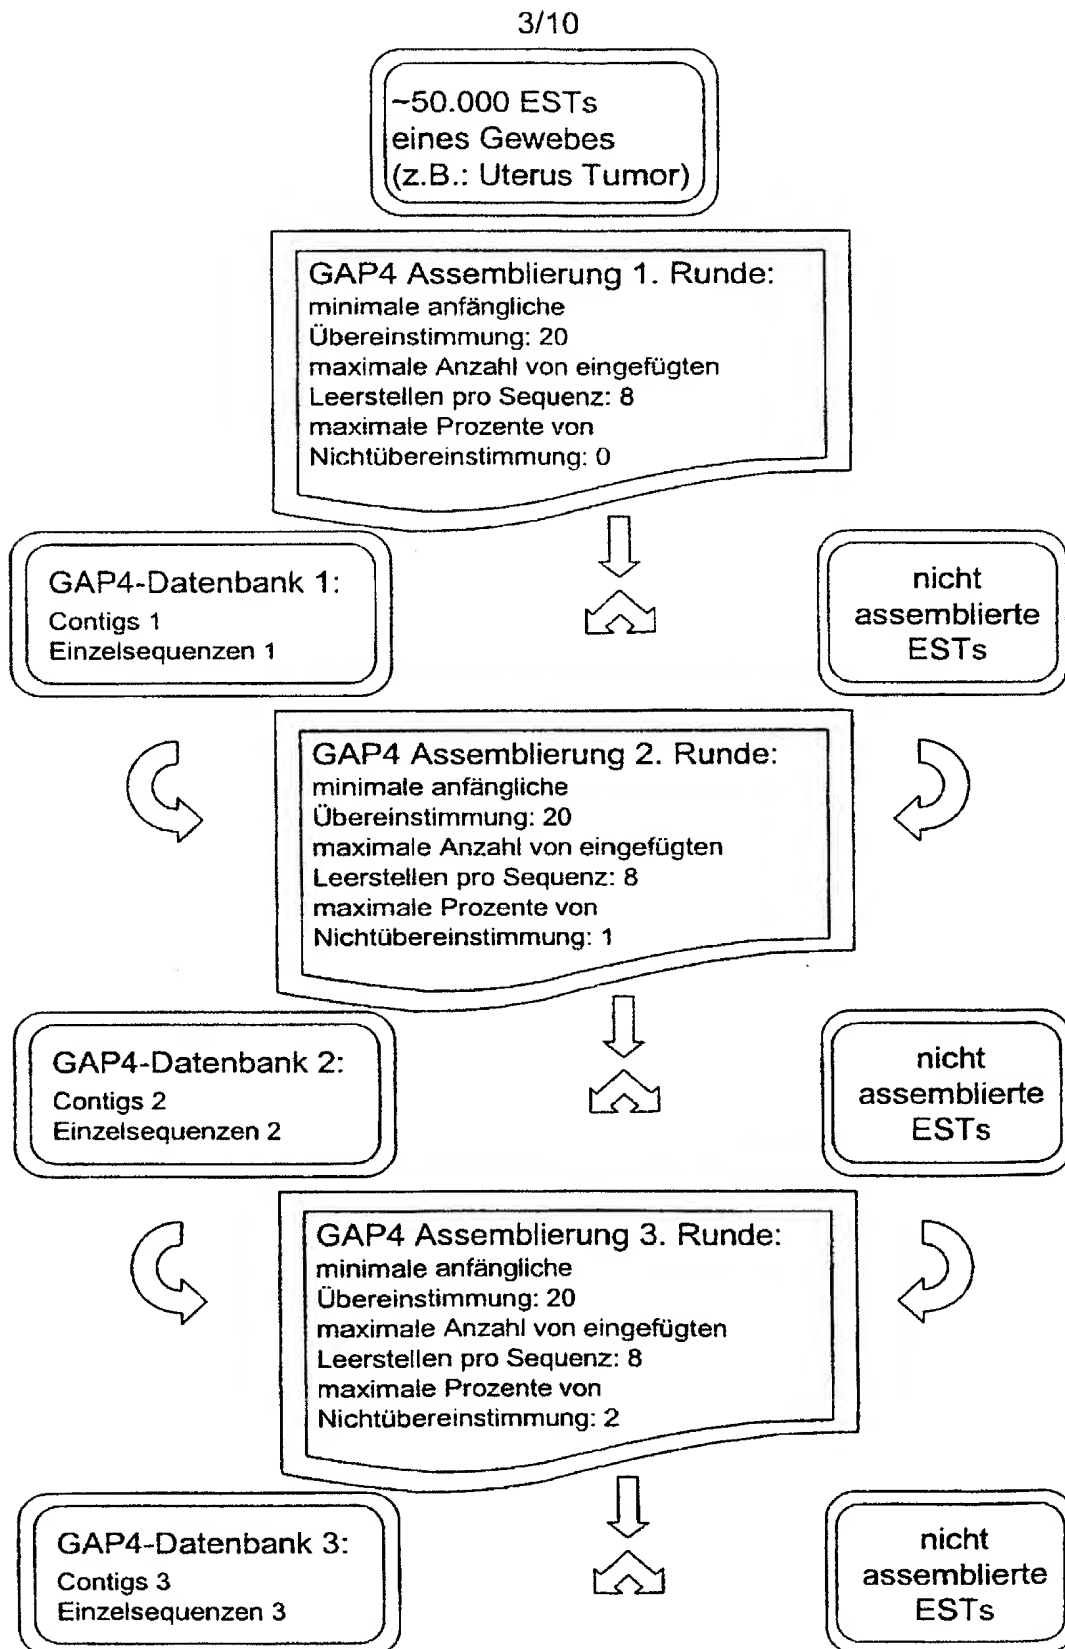 3/10
~50.000 ESTs
eines Gewebes
(z.B.: Uterus Tumor)
GAP4 Assemblierung 1. Runde:
minimale anfängliche
Übereinstimmung: 20
maximale Anzahl von eingefügten
Leerstellen pro Sequenz: 8
maximale Prozente von
Nichtübereinstimmung: 0
GAP4-Datenbank 1:
Contigs 1
Einzelsequenzen 1
nicht
assemblierte
ESTs
GAP4 Assemblierung 2. Runde:
minimale anfängliche
Übereinstimmung: 20
maximale Anzahl von eingefügten
Leerstellen pro Sequenz: 8
maximale Prozente von
Nichtübereinstimmung: 1
GAP4-Datenbank 2:
Contigs 2
Einzelsequenzen 2
nicht
assemblierte
ESTs
GAP4 Assemblierung 3. Runde:
minimale anfängliche
Übereinstimmung: 20
maximale Anzahl von eingefügten
Leerstellen pro Sequenz: 8
maximale Prozente von
Nichtübereinstimmung: 2
GAP4-Datenbank 3:
Contigs 3
Einzelsequenzen 3
nicht
assemblierte
ESTs